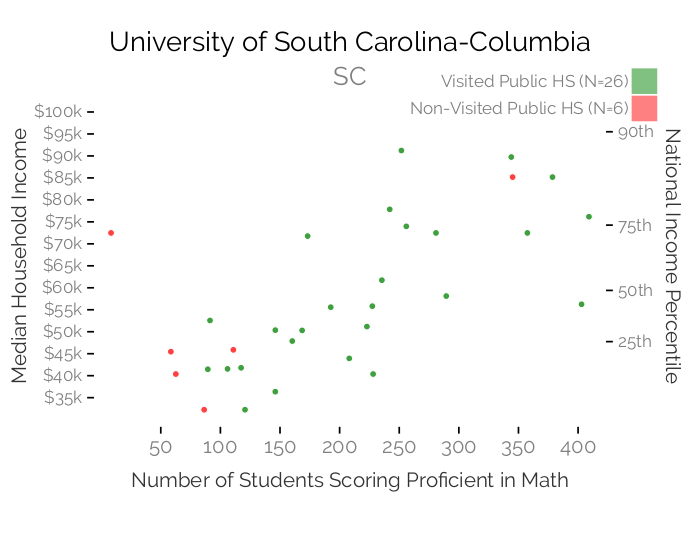 University of South Carolina-Columbia
SC
Visited Public HS (N=26)
Non-Visited Public HS (N=6)
Median Household Income
$100k
$95k
$90k
$85k
$80k
$75k
$70k
$65k
$60k
$55k
$50k
$45k
$40k
$35k
90th
75th
50th
25th
National Income Percentile
50 100 150 200 250 300 350 400
Number of Students Scoring Proficient in Math